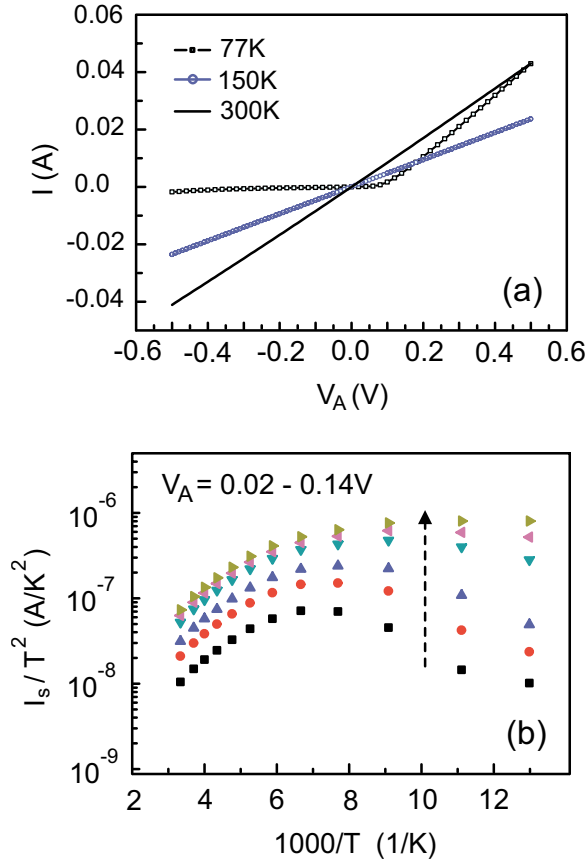 0.06
0.04
0.02
0.0
-0.02
-0.04
I (A)
77K
150K
300K
(a)
-0.6 -0.4 -0.2 0.0 0.2 0.4 0.6
V_A (V)
V_A = 0.02 - 0.14V
10^-6
10^-7
10^-8
10^-9
I_s / T^2 (A/K^2)
(b)
2 4 6 8 10 12
1000/T (1/K)